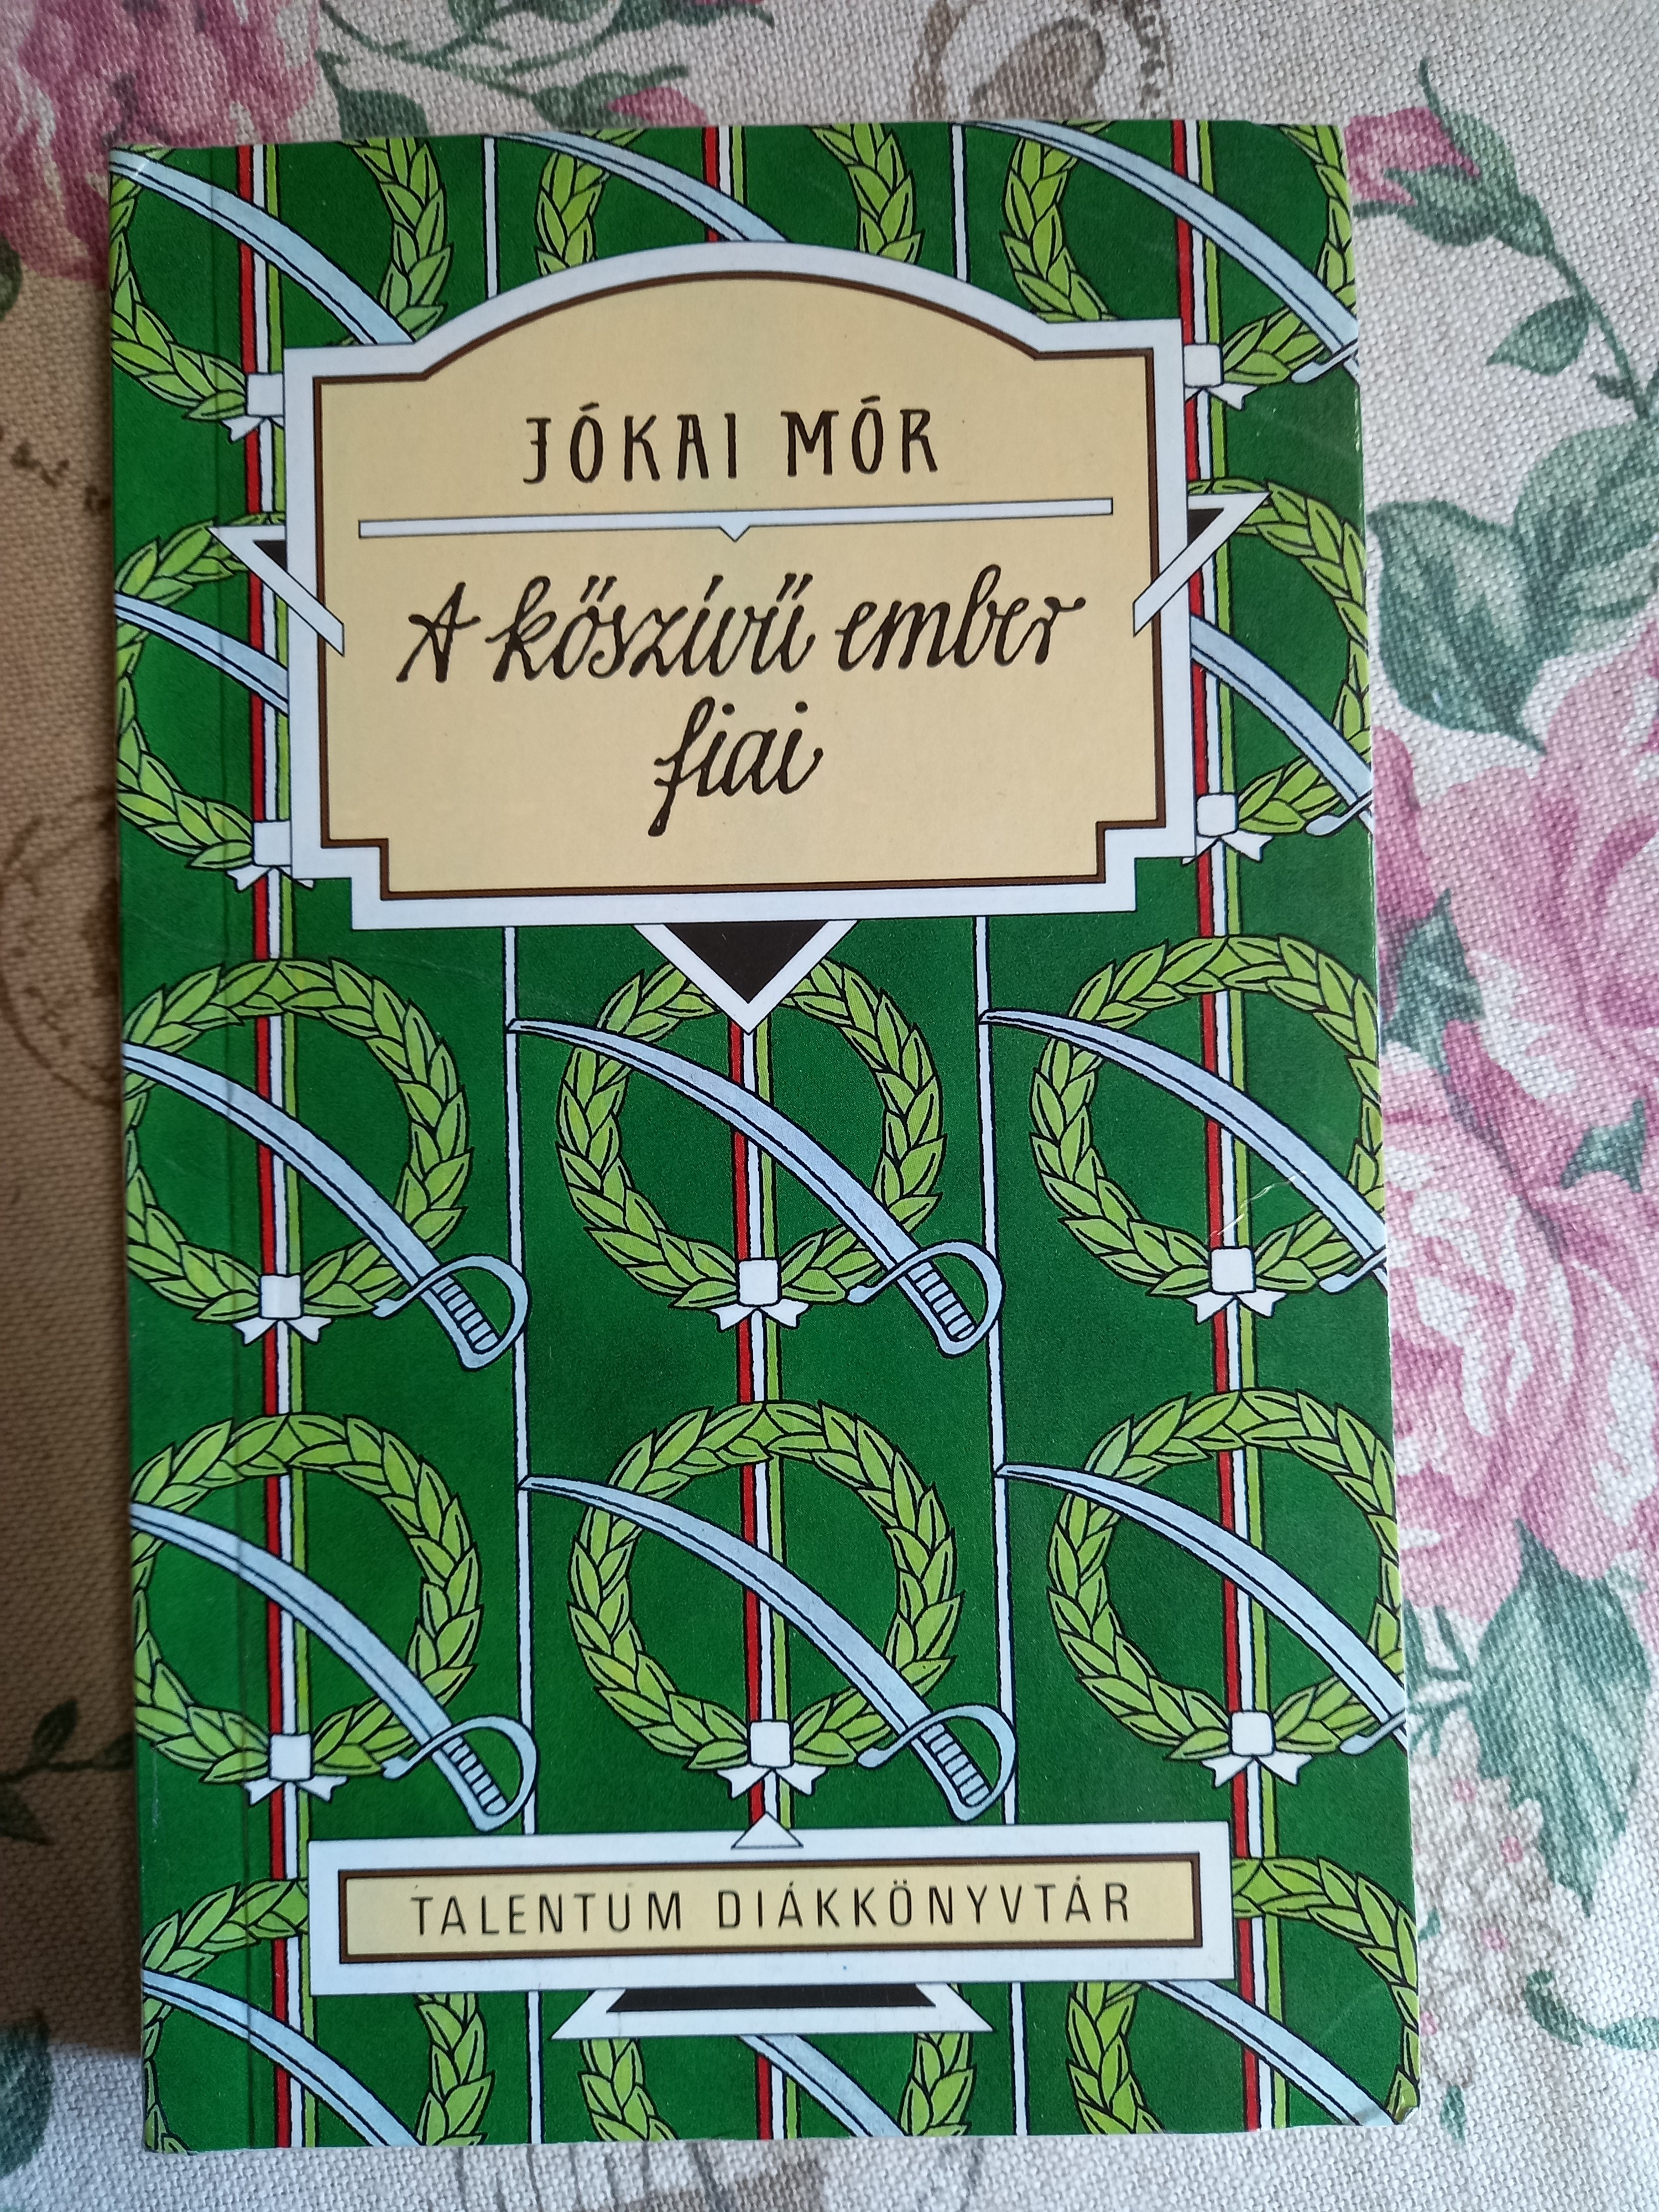 JÓKAI MÓR
A kőszívű ember
fiai
TALENTUM DIÁKKÖNYVTÁR